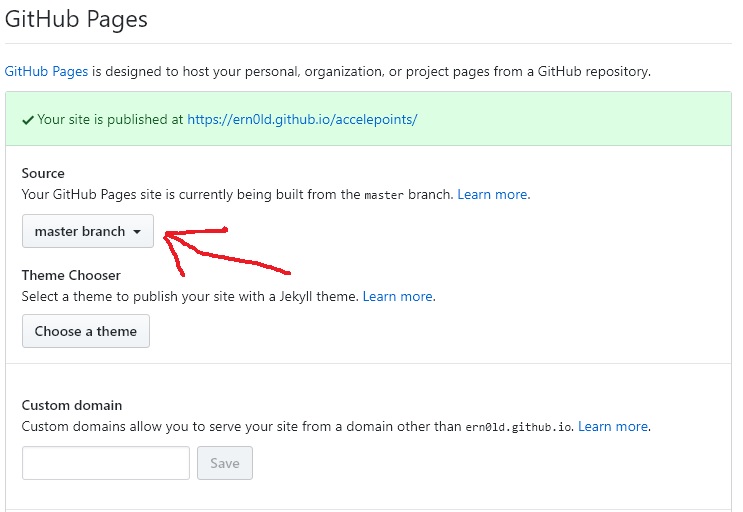 GitHub Pages
GitHub Pages is designed to host your personal, organization, or project pages from a GitHub repository.
Your site is published at https://ern0ld.github.io/accelepoints/
Source
Your GitHub Pages site is currently being built from the master branch. Learn more.
master branch
Theme Chooser
Select a theme to publish your site with a Jekyll theme. Learn more.
Choose a theme
Custom domain
Custom domains allow you to serve your site from a domain other than ern0ld.github.io. Learn more.
Save